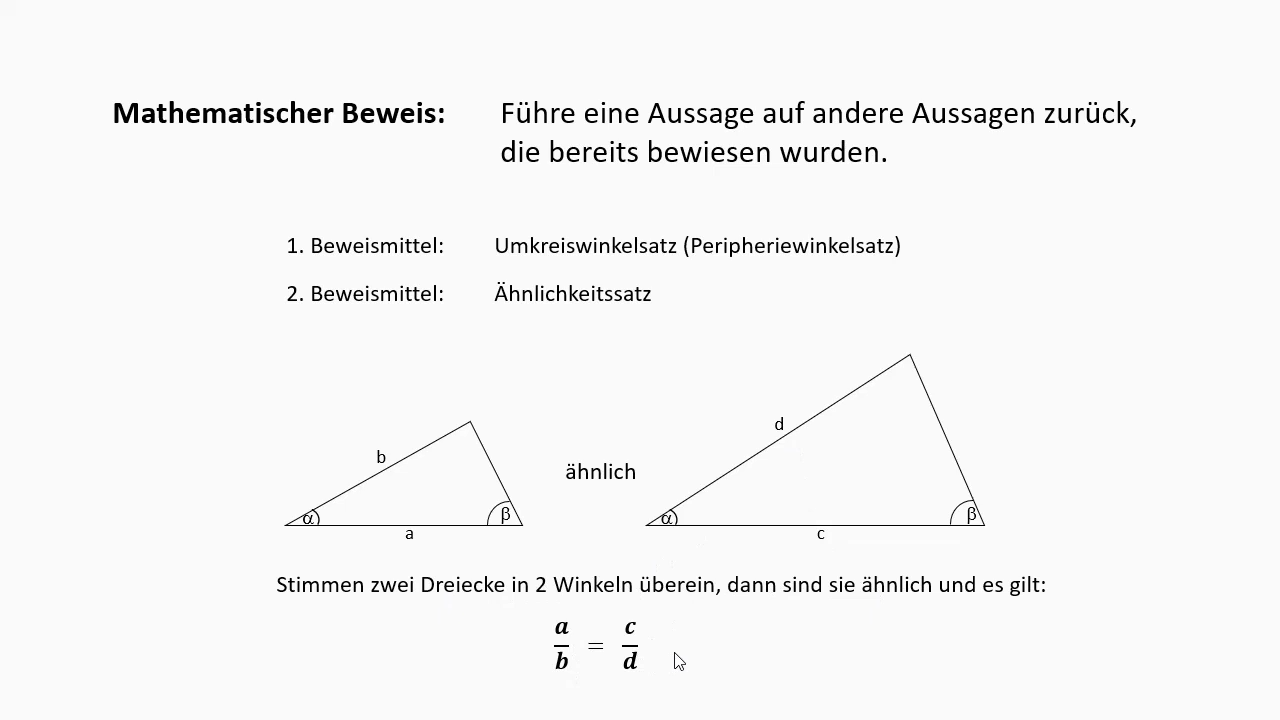 Mathematischer Beweis: Führe eine Aussage auf andere Aussagen zurück,
die bereits bewiesen wurden.
1. Beweismittel: Umkreiswinkelsatz (Peripheriewinkelsatz)
2. Beweismittel: Ähnlichkeitssatz
d
b
ähnlich
α β α β
a c
Stimmen zwei Dreiecke in 2 Winkeln überein, dann sind sie ähnlich und es gilt:
a/b = c/d